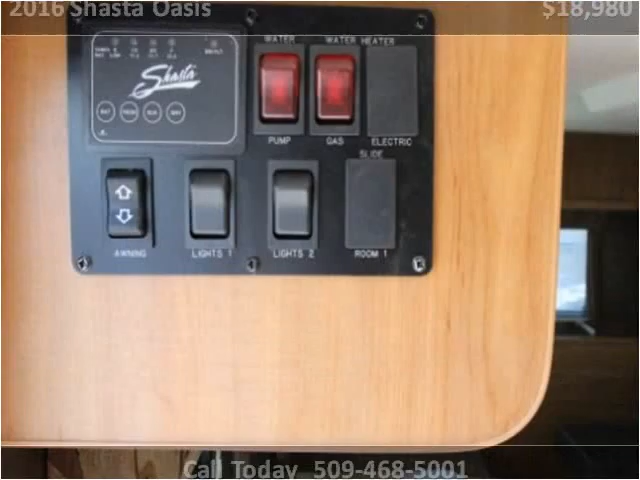 2016 Shasta Oasis $18,980
WATER WATER HEATER
Shasta
PUMP GAS ELECTRIC
SLIDE
AWNING LIGHTS 1 LIGHTS 2 ROOM 1
Call Today 509-468-5001